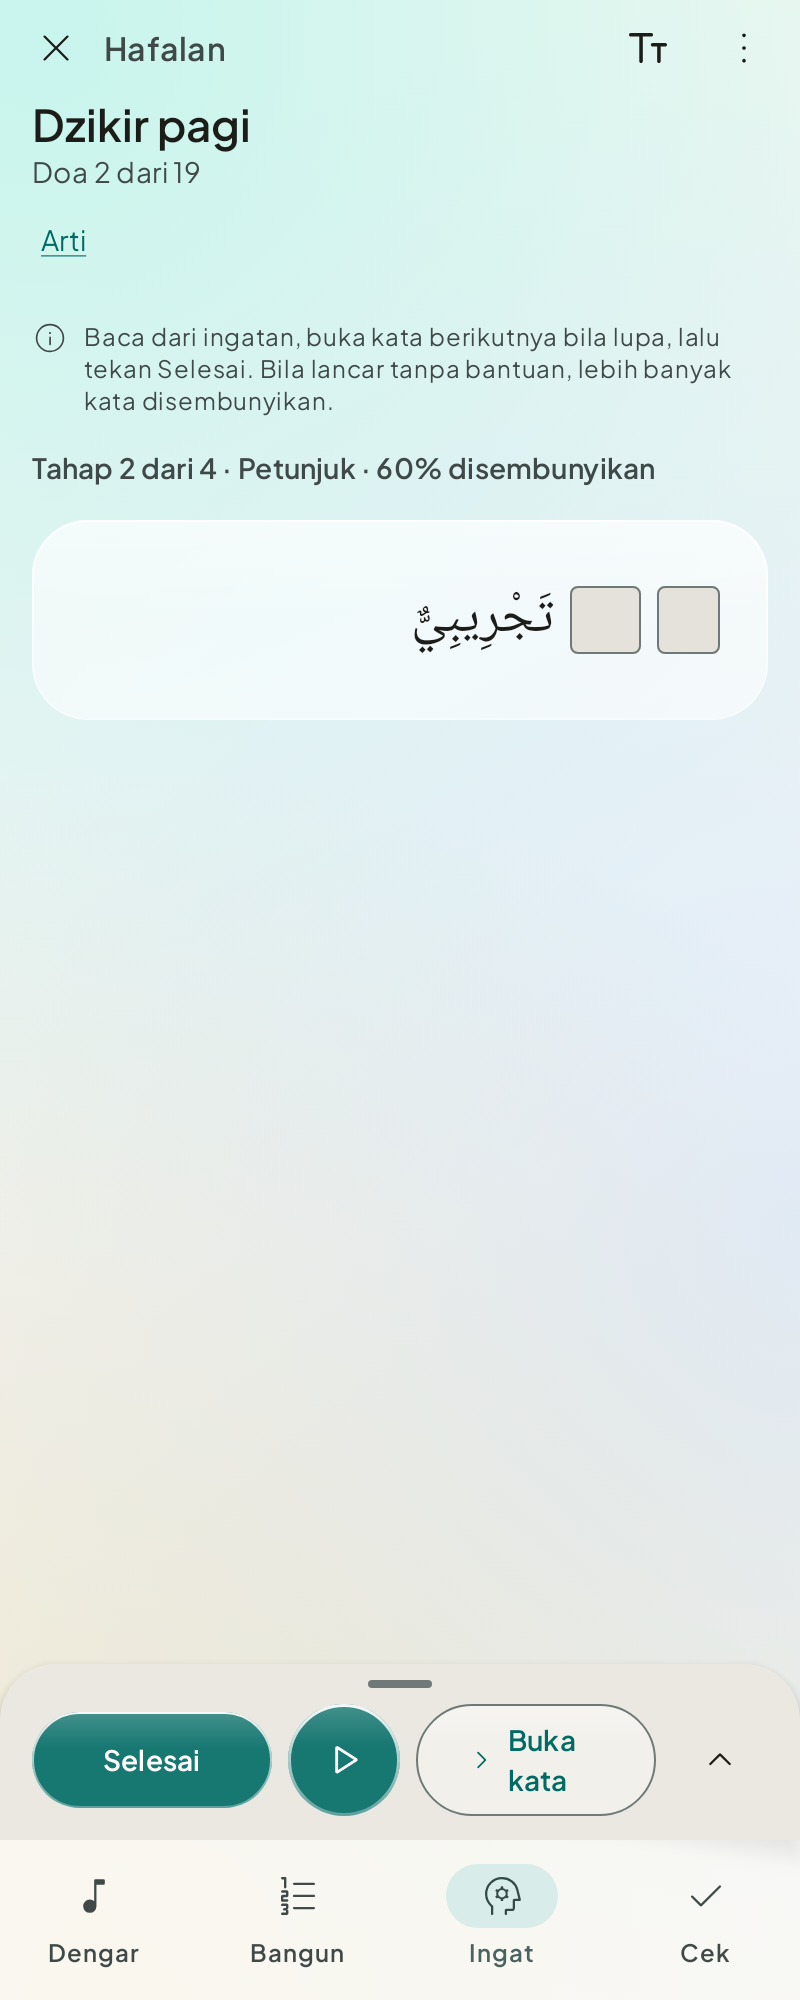 Hafalan
Dzikir pagi
Doa 2 dari 19
Arti
Baca dari ingatan, buka kata berikutnya bila lupa, lalu
tekan Selesai. Bila lancar tanpa bantuan, lebih banyak
kata disembunyikan.
Tahap 2 dari 4 · Petunjuk · 60% disembunyikan
تَجْرِيبِيٌّ
Selesai
Buka
kata
Dengar
Bangun
Ingat
Cek